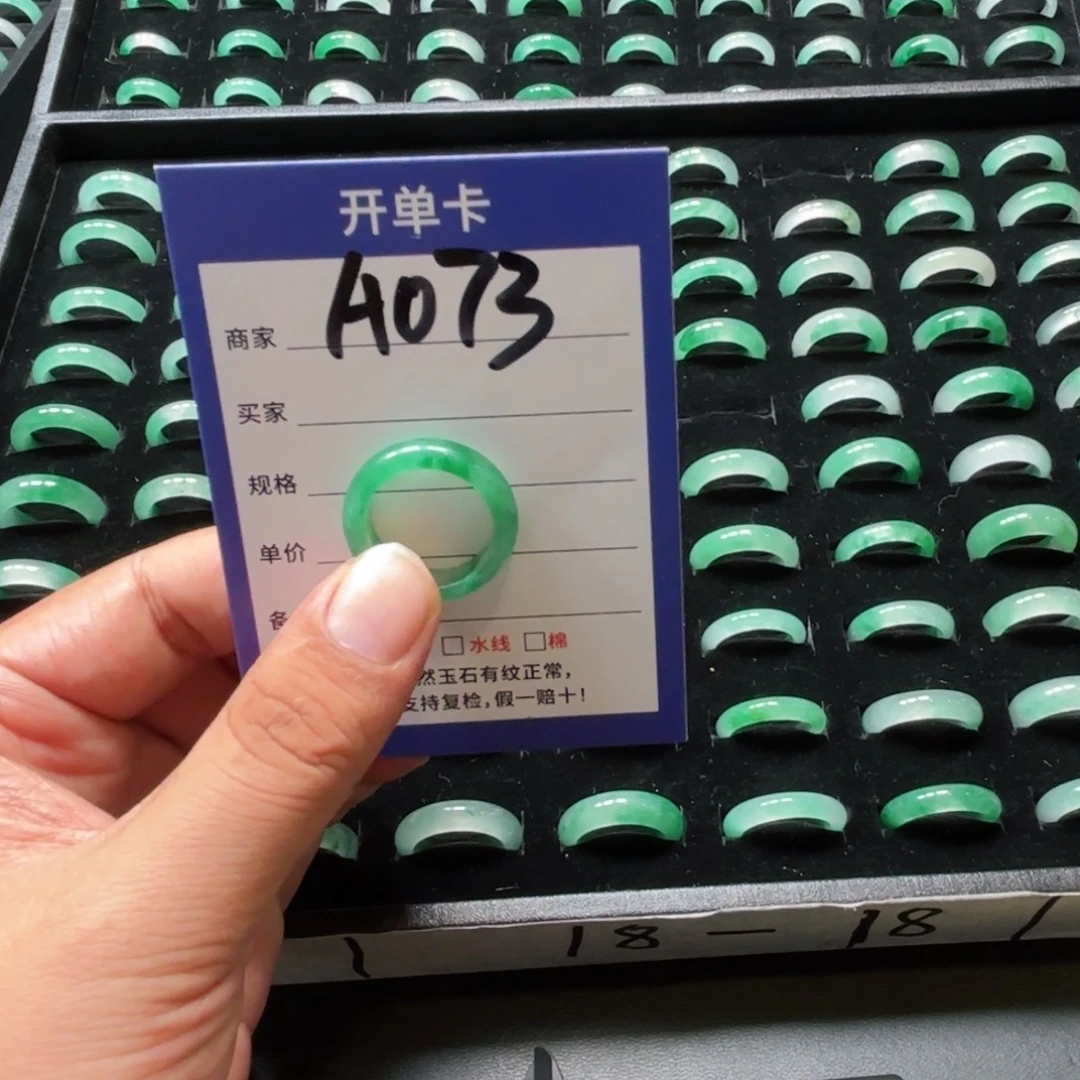 开单卡
商家 A073
买家
规格
单价
备
□水线 □棉
然玉石有纹正常，
支持复检，假一赔十！
18 — 18